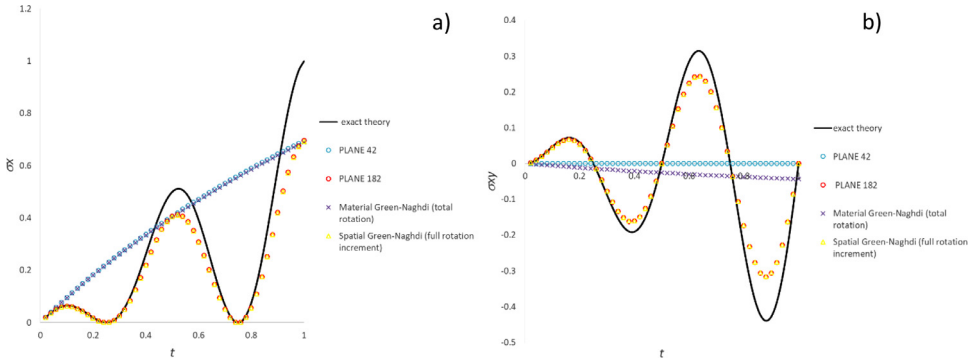 a)
1.2
1
0.8
0.6
0.4
0.2
0
σx
0 0.2 0.4 0.6 0.8 1
t
exact theory
PLANE 42
PLANE 182
Material Green-Naghdi (total
rotation)
Spatial Green-Naghdi (full rotation
increment)
b)
0.4
0.3
0.2
0.1
0
-0.1
-0.2
-0.3
-0.4
-0.5
σxy
0.2 0.4 0.6 0.8
t
exact theory
PLANE 42
PLANE 182
Material Green-Naghdi (total
rotation)
Spatial Green-Naghdi (full rotation
increment)